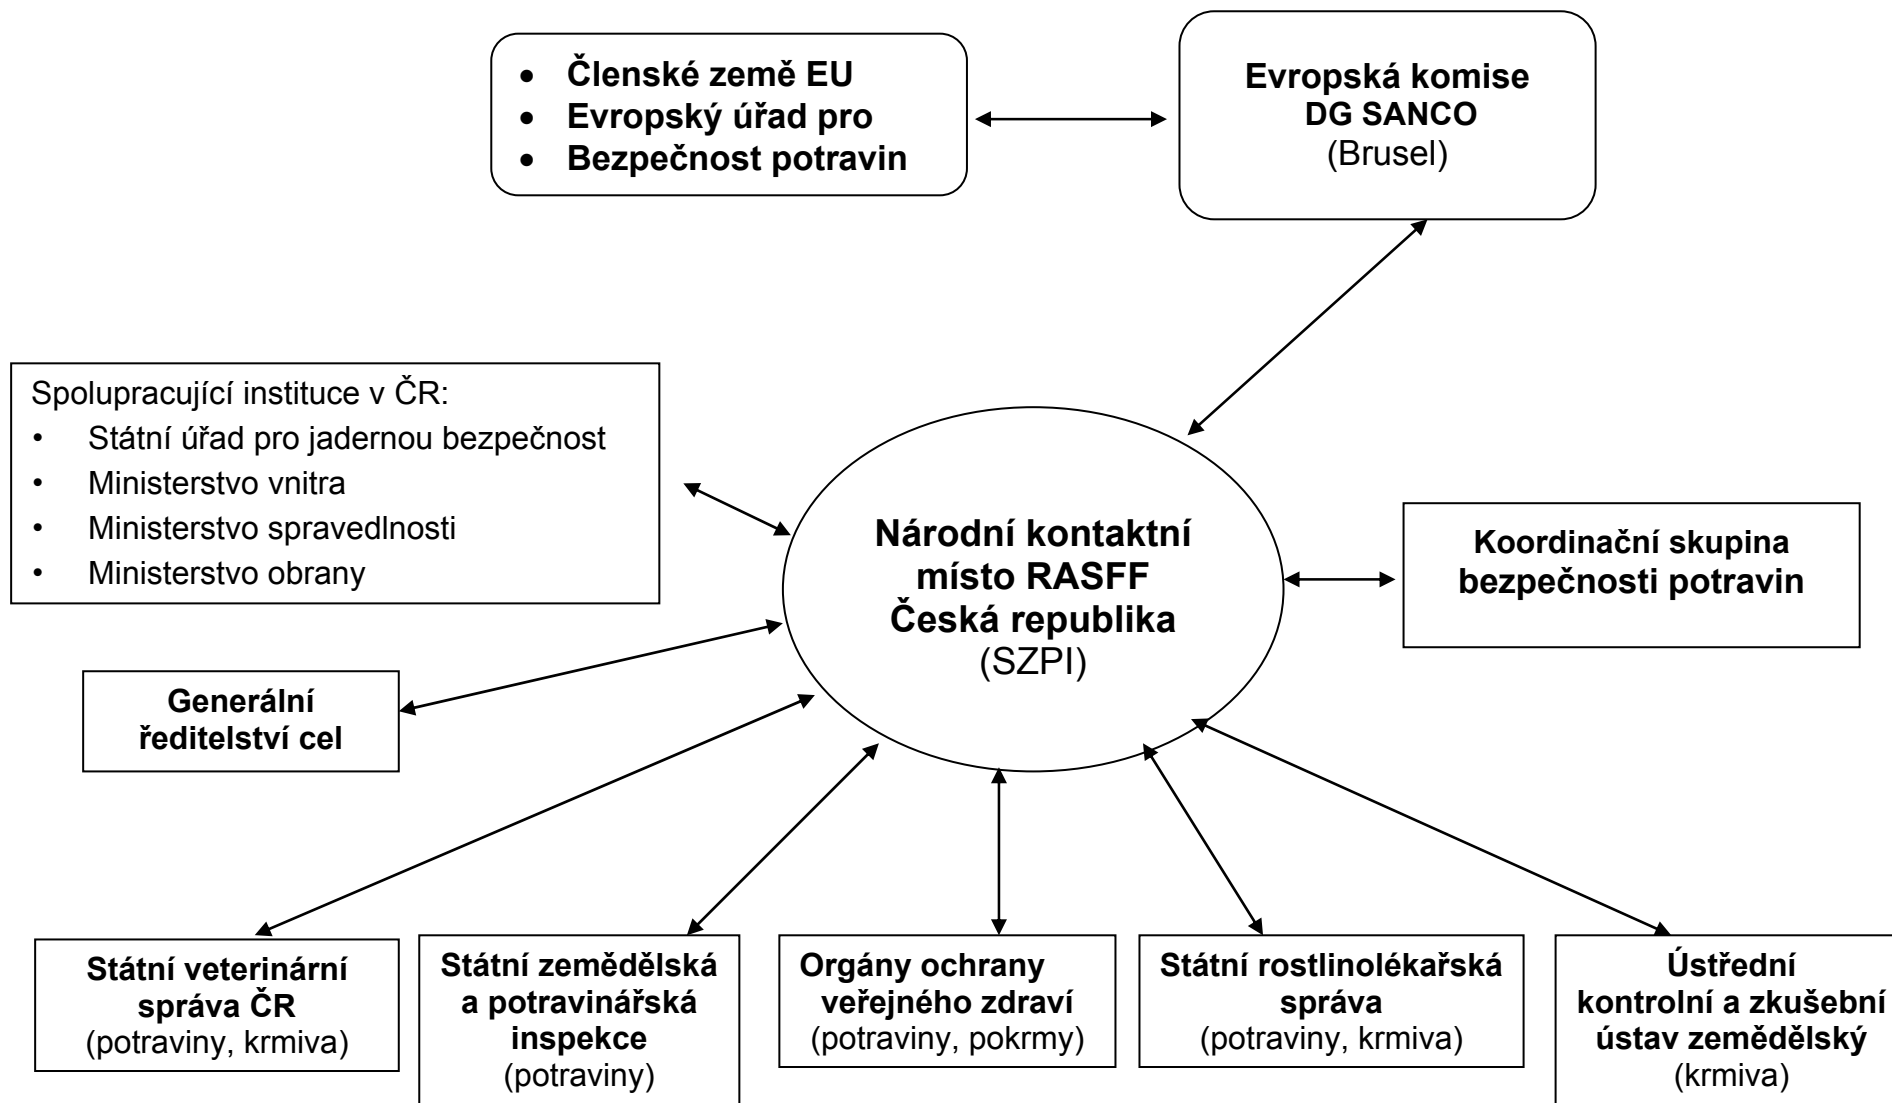 • Členské země EU
• Evropský úřad pro
• Bezpečnost potravin
Evropská komise
DG SANCO
(Brusel)
Spolupracující instituce v ČR:
• Státní úřad pro jadernou bezpečnost
• Ministerstvo vnitra
• Ministerstvo spravedlnosti
• Ministerstvo obrany
Národní kontaktní
místo RASFF
Česká republika
(SZPI)
Koordinační skupina
bezpečnosti potravin
Generální
ředitelství cel
Státní veterinární
správa ČR
(potraviny, krmiva)
Státní zemědělská
a potravinářská
inspekce
(potraviny)
Orgány ochrany
veřejného zdraví
(potraviny, pokrmy)
Státní rostlinolékařská
správa
(potraviny, krmiva)
Ústřední
kontrolní a zkušební
ústav zemědělský
(krmiva)